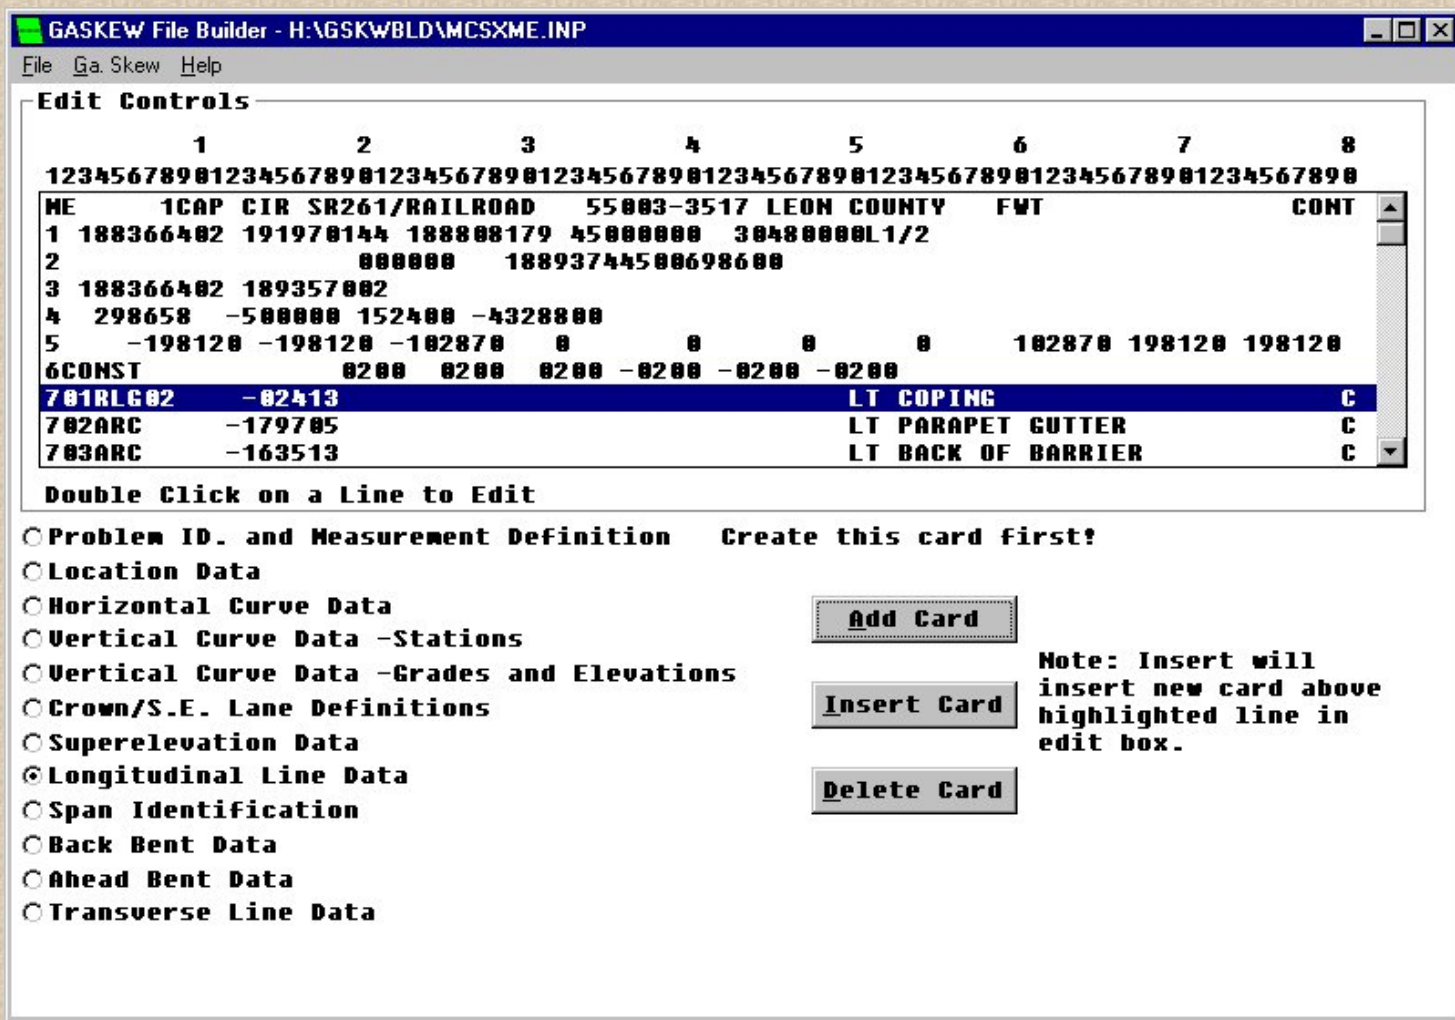 GASKEW File Builder - H:\GSKWBLD\MCSXME.INP
File Ga. Skew Help
Edit Controls
1 2 3 4 5 6 7 8
12345678901234567890123456789012345678901234567890123456789012345678901234567890
ME 1CAP CIR SR261/RAILROAD 55003-3517 LEON COUNTY FWT CONT
1 188366402 191970144 188808179 45000000 30480000L1/2
2 000000 18893744500698600
3 188366402 189357002
4 298658 -500000 152400 -4328800
5 -198120 -198120 -102870 0 0 0 0 102870 198120 198120
6CONST 0200 0200 0200 -0200 -0200 -0200
701RLG02 -02413 LT COPING C
702ARC -179705 LT PARAPET GUTTER C
703ARC -163513 LT BACK OF BARRIER C
Double Click on a Line to Edit
Problem ID. and Measurement Definition Create this card first!
Location Data
Horizontal Curve Data
Vertical Curve Data -Stations
Vertical Curve Data -Grades and Elevations
Crown/S.E. Lane Definitions
Superelevation Data
Longitudinal Line Data
Span Identification
Back Bent Data
Ahead Bent Data
Transverse Line Data
Add Card
Insert Card
Delete Card
Note: Insert will
insert new card above
highlighted line in
edit box.